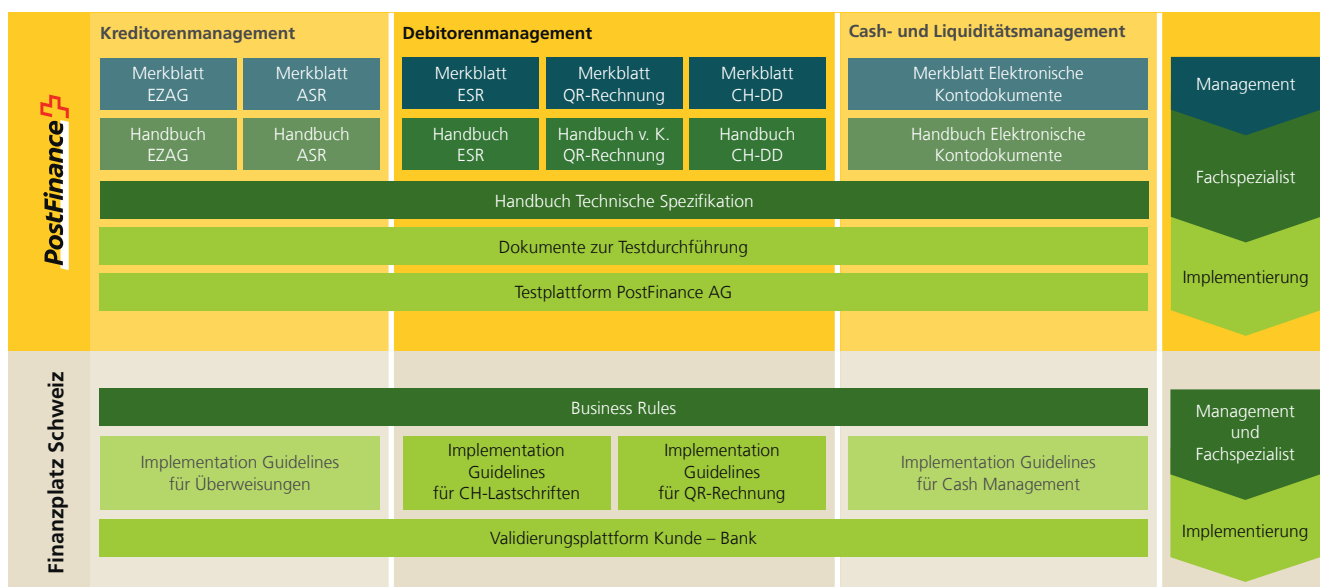 Kreditorenmanagement
Debitorenmanagement
Cash- und Liquiditätsmanagement
PostFinance
Merkblatt
EZAG
Merkblatt
ASR
Merkblatt
ESR
Merkblatt
QR-Rechnung
Merkblatt
CH-DD
Merkblatt Elektronische
Kontodokumente
Management
Handbuch
EZAG
Handbuch
ASR
Handbuch
ESR
Handbuch v. K.
QR-Rechnung
Handbuch
CH-DD
Handbuch Elektronische
Kontodokumente
Fachspezialist
Handbuch Technische Spezifikation
Dokumente zur Testdurchführung
Testplattform PostFinance AG
Implementierung
Finanzplatz Schweiz
Business Rules
Management
und
Fachspezialist
Implementation Guidelines
für Überweisungen
Implementation
Guidelines
für CH-Lastschriften
Implementation
Guidelines
für QR-Rechnung
Implementation Guidelines
für Cash Management
Validierungsplattform Kunde – Bank
Implementierung